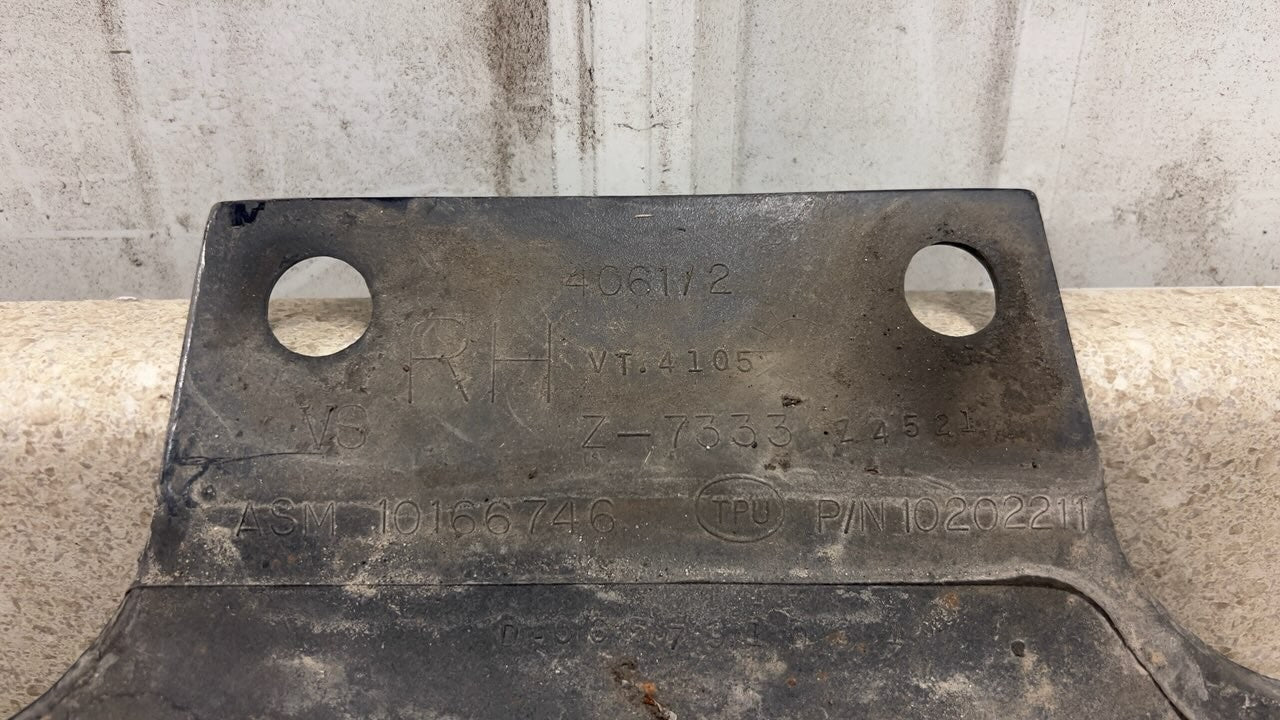 4061/2
RH VT.4105
VS Z-7333 24521
ASM 10166746 TPU P/N 10202211